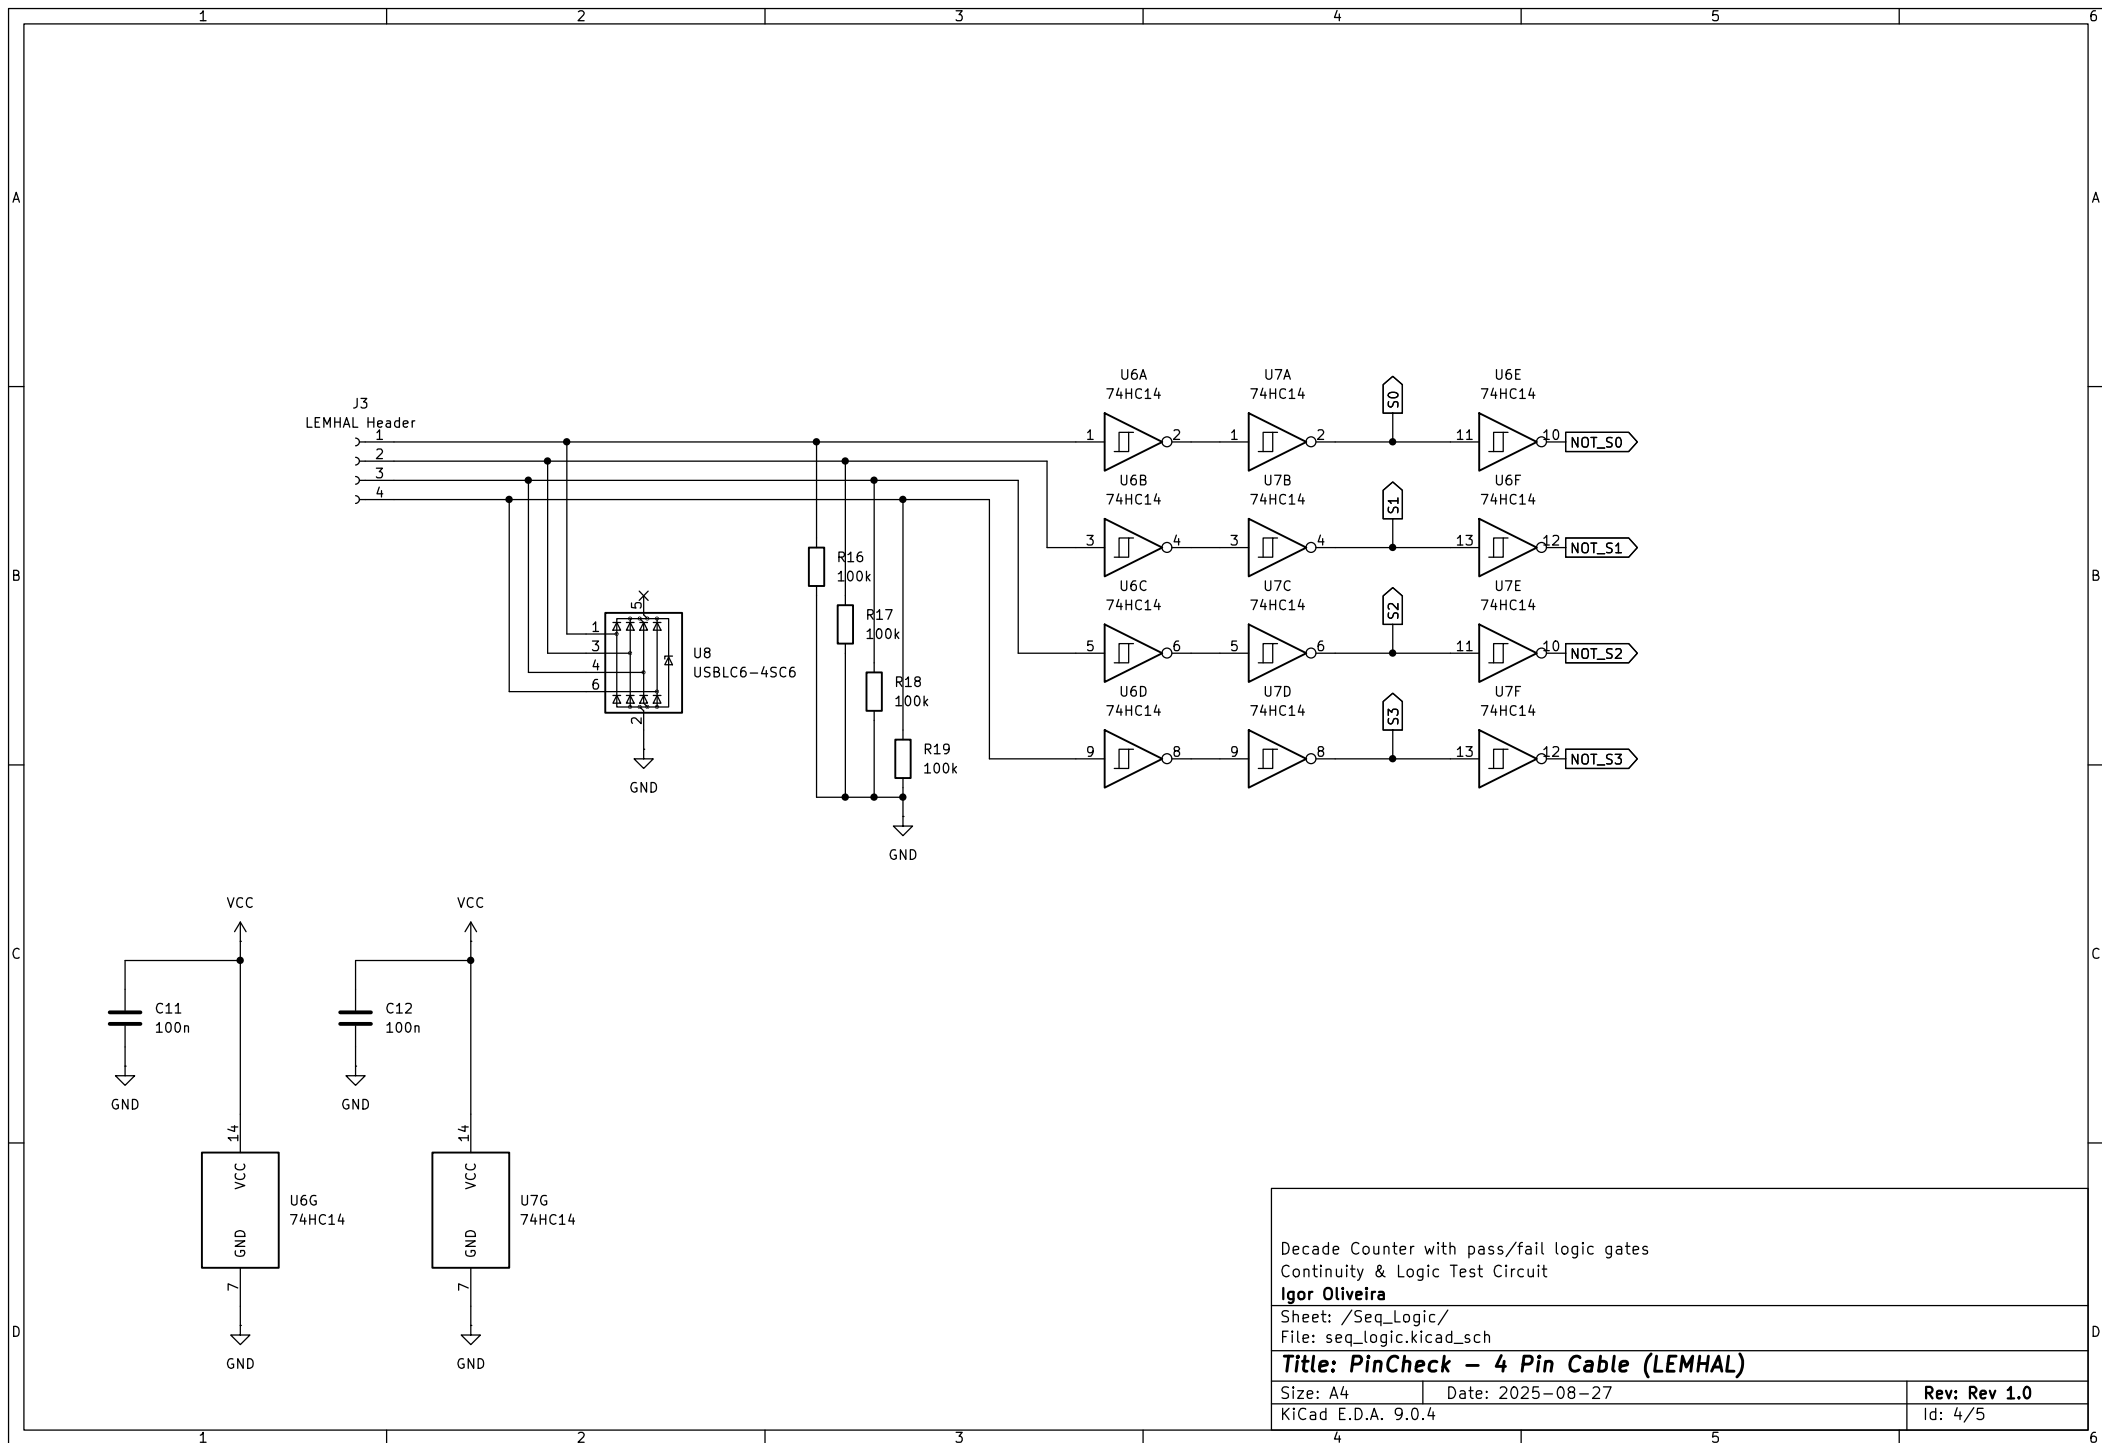 1 2 3 4 5 6
A A
B B
C C
D D
J3
LEMHAL Header
1
2
3
4
U6A
74HC14
1 2
U7A
74HC14
1 2
S0
U6E
74HC14
11 10
NOT_S0
U6B
74HC14
3 4
U7B
74HC14
3 4
S1
U6F
74HC14
13 12
NOT_S1
U6C
74HC14
5 6
U7C
74HC14
5 6
S2
U7E
74HC14
11 10
NOT_S2
U6D
74HC14
9 8
U7D
74HC14
9 8
S3
U7F
74HC14
13 12
NOT_S3
5
1
3
4
6
2
U8
USBLC6-4SC6
GND
R16
100k
R17
100k
R18
100k
R19
100k
GND
VCC
C11
100n
GND
14
VCC
GND
7
U6G
74HC14
GND
VCC
C12
100n
GND
14
VCC
GND
7
U7G
74HC14
GND
Decade Counter with pass/fail logic gates
Continuity & Logic Test Circuit
Igor Oliveira
Sheet: /Seq_Logic/
File: seq_logic.kicad_sch
Title: PinCheck – 4 Pin Cable (LEMHAL)
Size: A4 Date: 2025-08-27 Rev: Rev 1.0
KiCad E.D.A. 9.0.4 Id: 4/5
1 2 3 4 5 6